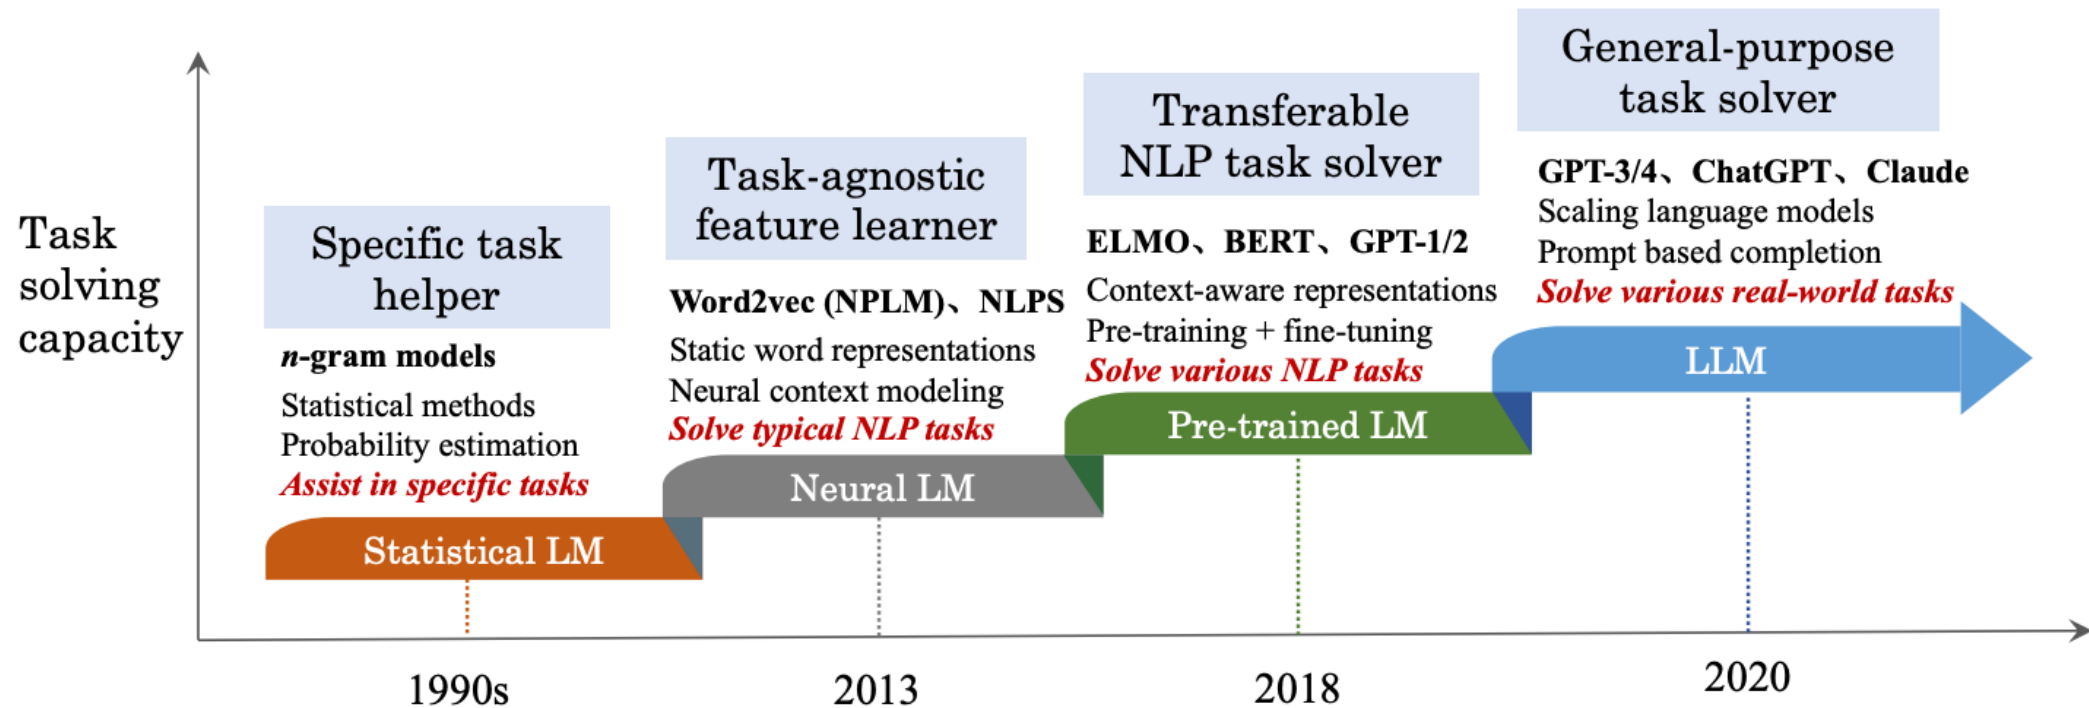 Task
solving
capacity
Specific task
helper
n-gram models
Statistical methods
Probability estimation
Assist in specific tasks
Statistical LM
1990s
Task-agnostic
feature learner
Word2vec (NPLM)、NLPS
Static word representations
Neural context modeling
Solve typical NLP tasks
Neural LM
2013
Transferable
NLP task solver
ELMO、BERT、GPT-1/2
Context-aware representations
Pre-training + fine-tuning
Solve various NLP tasks
Pre-trained LM
2018
General-purpose
task solver
GPT-3/4、ChatGPT、Claude
Scaling language models
Prompt based completion
Solve various real-world tasks
LLM
2020